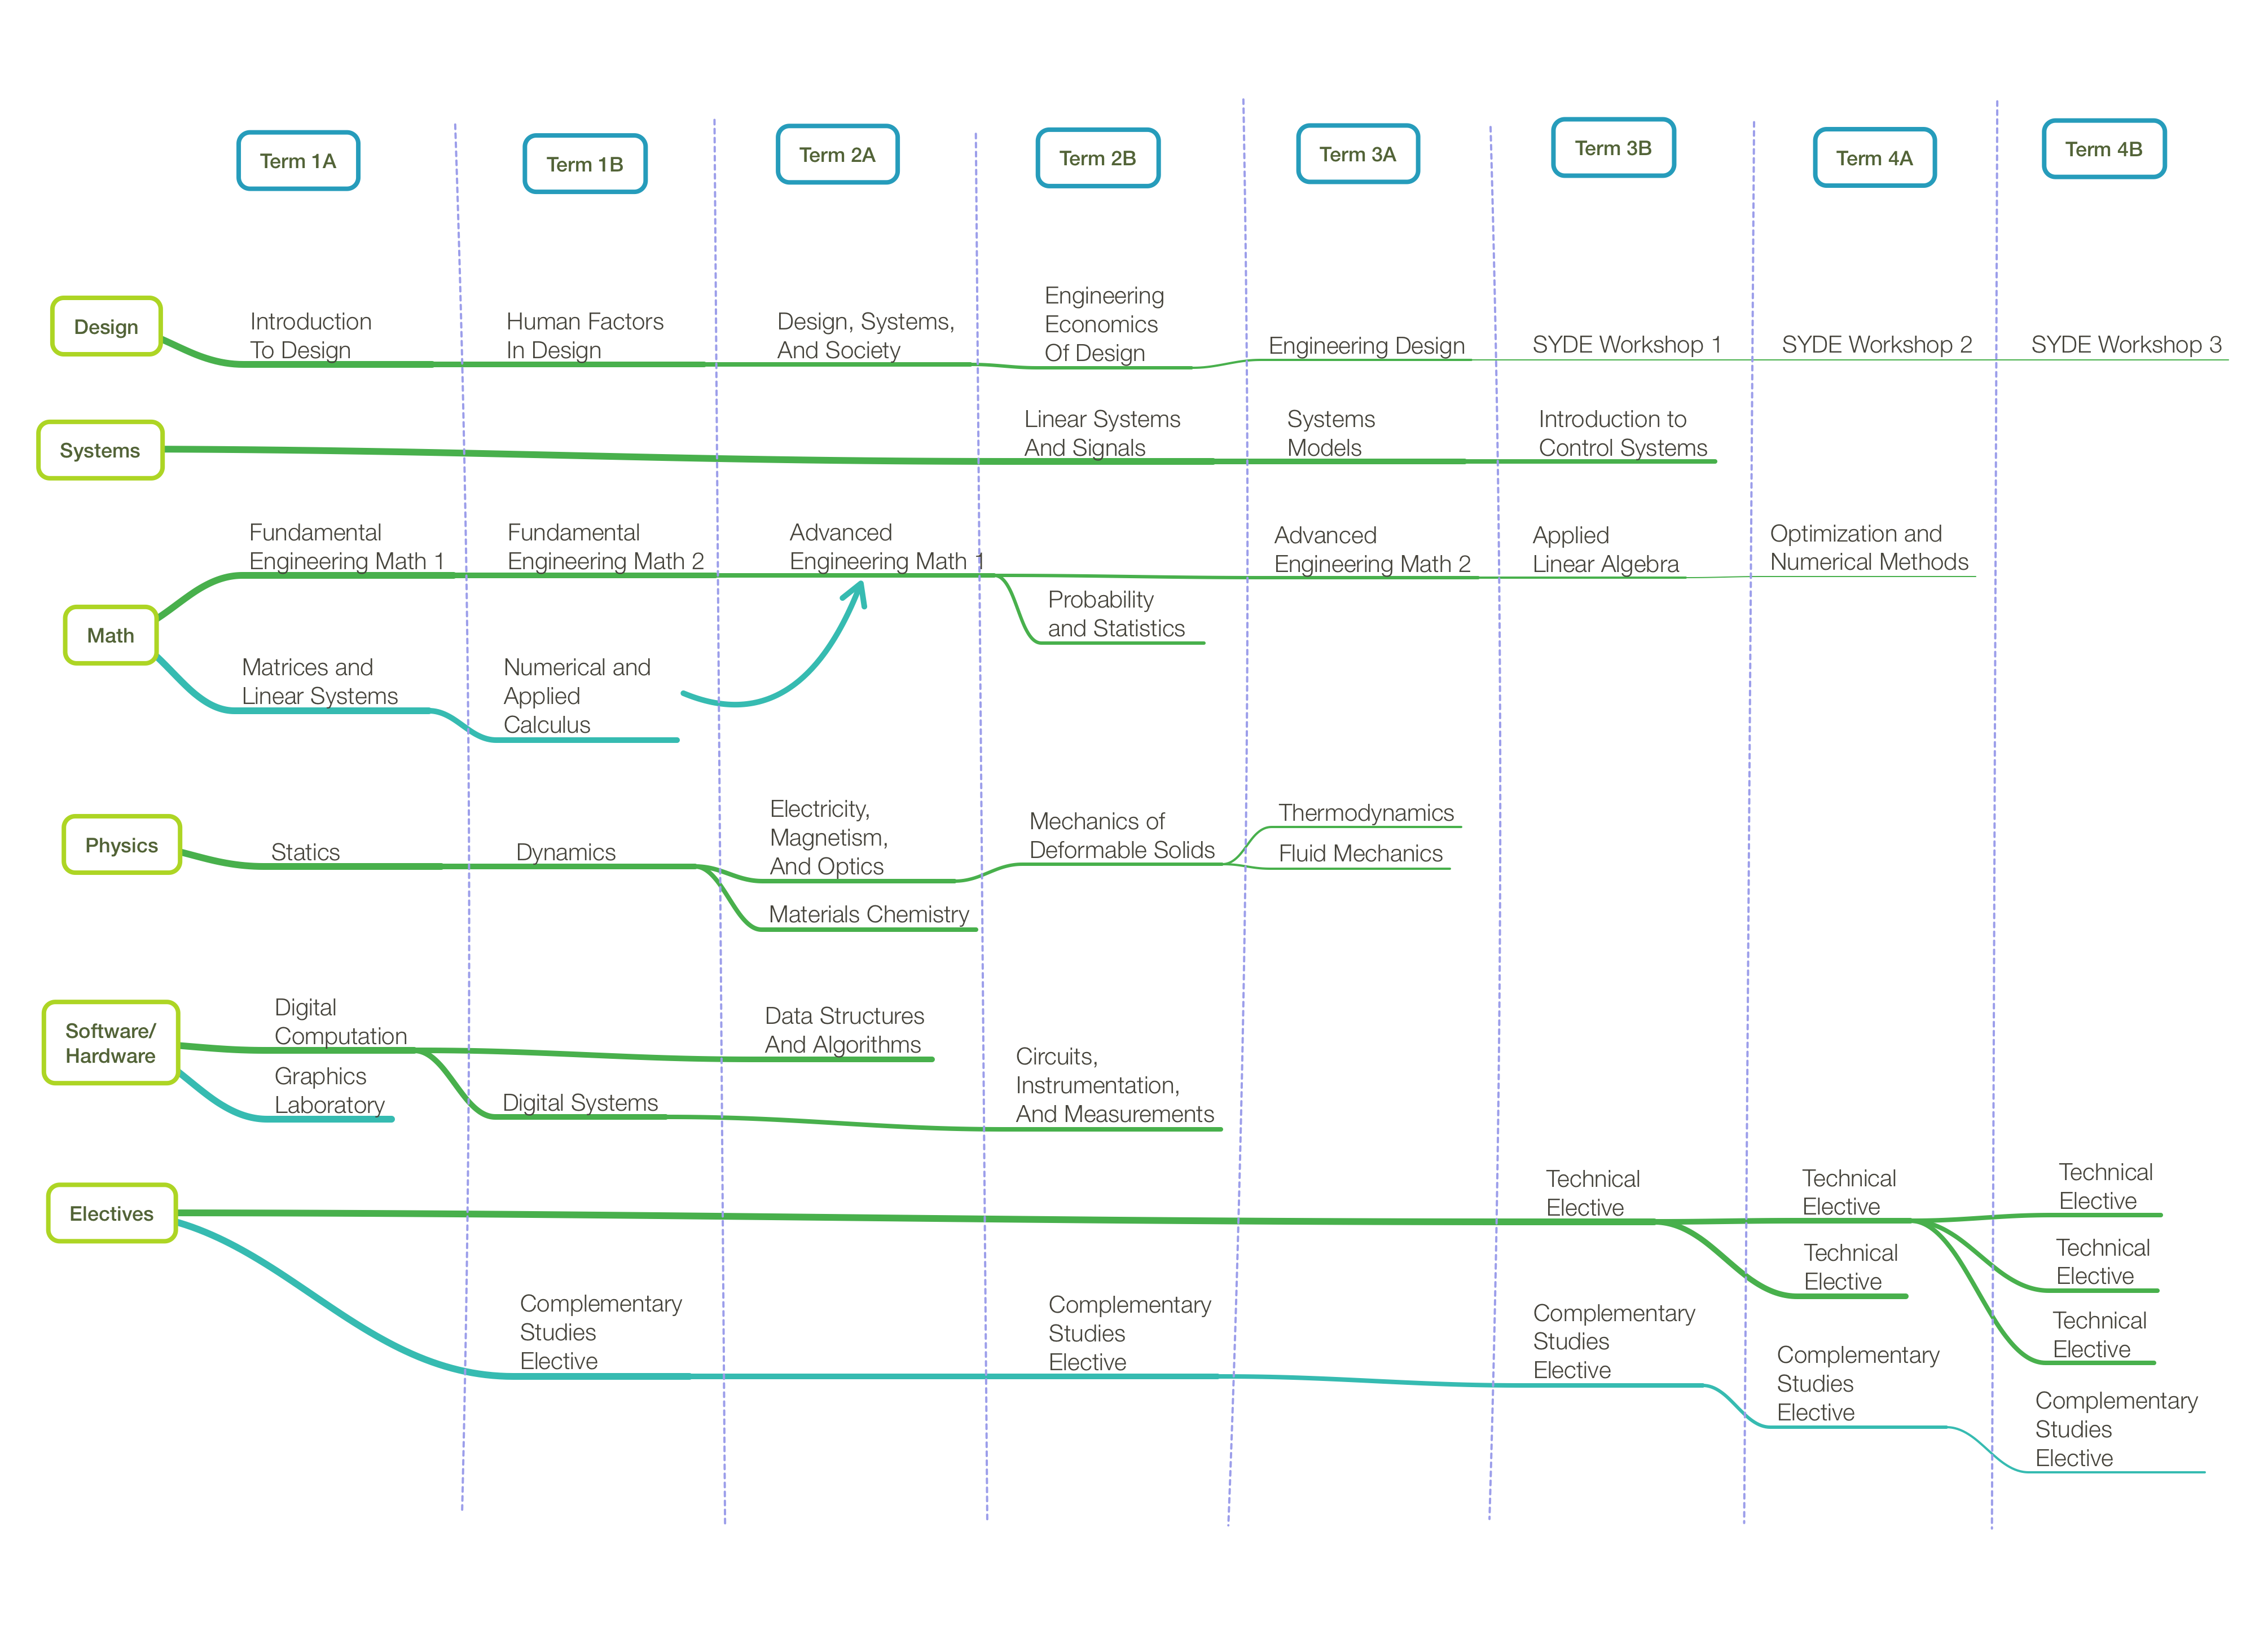 Term 1A
Term 1B
Term 2A
Term 2B
Term 3A
Term 3B
Term 4A
Term 4B
Design
Introduction
To Design
Human Factors
In Design
Design, Systems,
And Society
Engineering
Economics
Of Design
Engineering Design
SYDE Workshop 1
SYDE Workshop 2
SYDE Workshop 3
Systems
Linear Systems
And Signals
Systems
Models
Introduction to
Control Systems
Math
Fundamental
Engineering Math 1
Fundamental
Engineering Math 2
Advanced
Engineering Math 1
Advanced
Engineering Math 2
Applied
Linear Algebra
Optimization and
Numerical Methods
Probability
and Statistics
Matrices and
Linear Systems
Numerical and
Applied
Calculus
Physics
Statics
Dynamics
Electricity,
Magnetism,
And Optics
Mechanics of
Deformable Solids
Thermodynamics
Fluid Mechanics
Materials Chemistry
Software/
Hardware
Digital
Computation
Data Structures
And Algorithms
Graphics
Laboratory
Digital Systems
Circuits,
Instrumentation,
And Measurements
Electives
Technical
Elective
Technical
Elective
Technical
Elective
Technical
Elective
Technical
Elective
Technical
Elective
Complementary
Studies
Elective
Complementary
Studies
Elective
Complementary
Studies
Elective
Complementary
Studies
Elective
Complementary
Studies
Elective